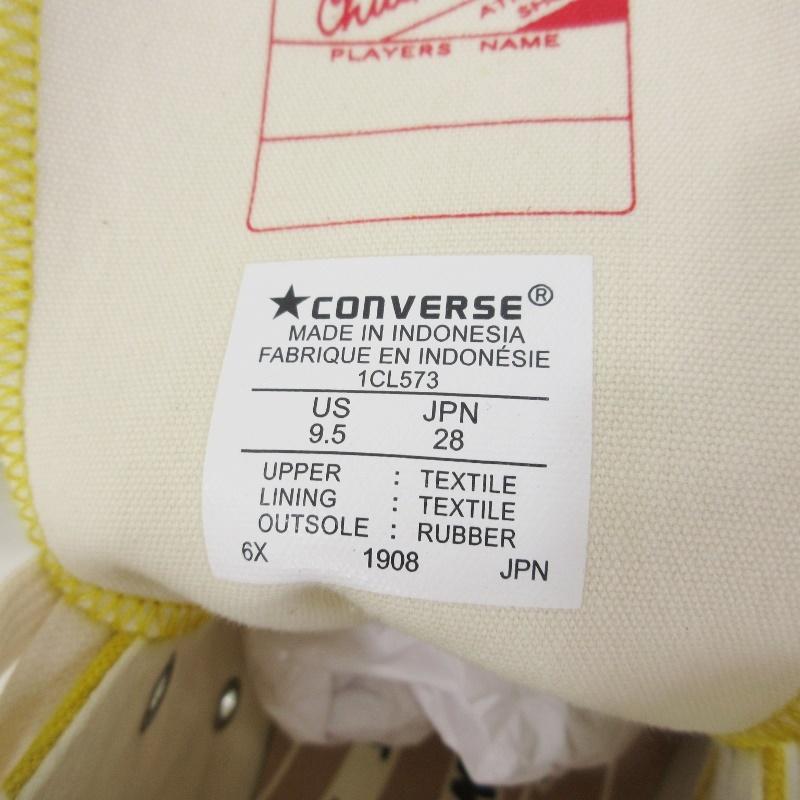 PLAYERS NAME
★CONVERSE®
MADE IN INDONESIA
FABRIQUE EN INDONÉSIE
1CL573
US JPN
9.5 28
UPPER : TEXTILE
LINING : TEXTILE
OUTSOLE : RUBBER
6X 1908 JPN